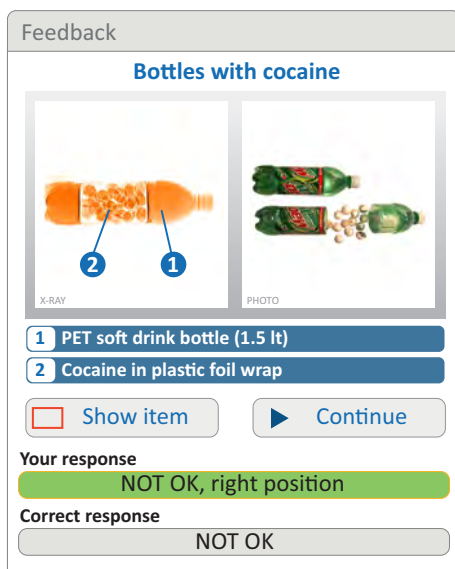 Feedback
Bottles with cocaine
2
1
X-RAY
PHOTO
1 PET soft drink bottle (1.5 lt)
2 Cocaine in plastic foil wrap
Show item
Continue
Your response
NOT OK, right position
Correct response
NOT OK